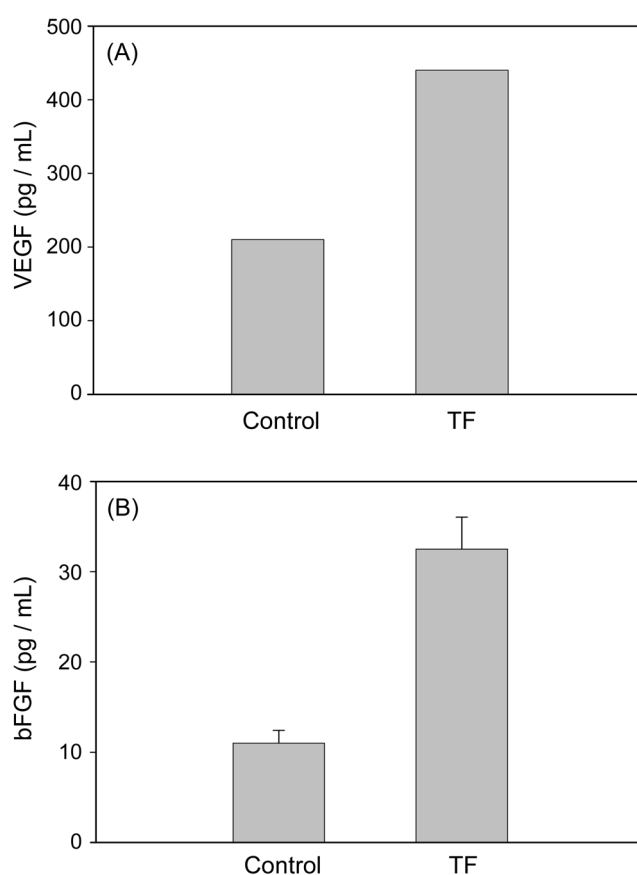 (A)
VEGF (pg / mL)
500
400
300
200
100
0
Control TF
(B)
bFGF (pg / mL)
40
30
20
10
0
Control TF